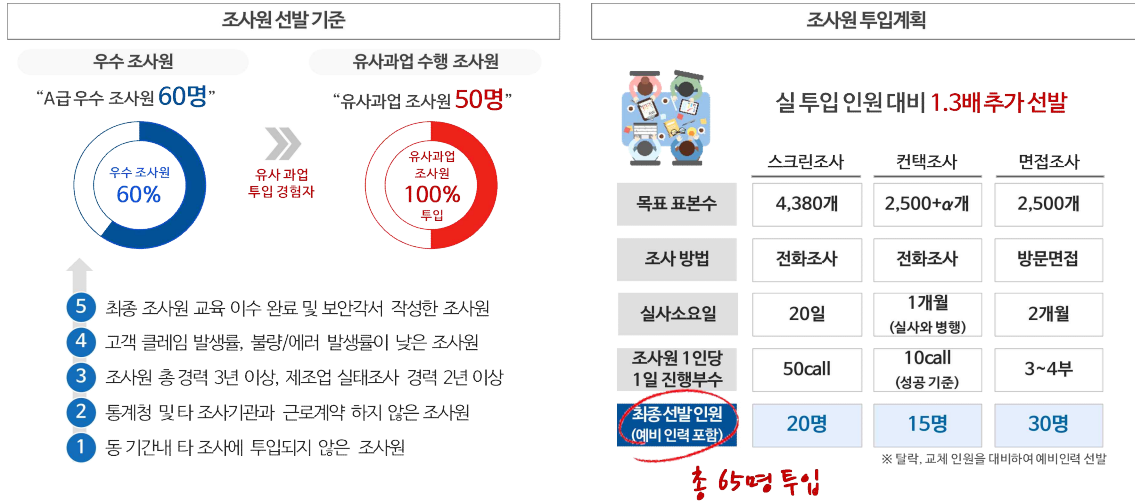 조사원 선발 기준
우수 조사원
유사과업 수행 조사원
“A급 우수 조사원 60명”
“유사과업 조사원 50명”
우수 조사원
60%
유사 과업
투입 경험자
유사과업
조사원
100%
투입
5 최종 조사원 교육 이수 완료 및 보안각서 작성한 조사원
4 고객 클레임 발생률, 불량/에러 발생률이 낮은 조사원
3 조사원 총 경력 3년 이상, 제조업 실태조사 경력 2년 이상
2 통계청 및 타 조사기관과 근로계약 하지 않은 조사원
1 동 기간내 타 조사에 투입되지 않은 조사원
조사원 투입계획
실 투입 인원 대비 1.3배 추가 선발
스크린조사 컨택조사 면접조사
목표 표본수 4,380개 2,500+α개 2,500개
조사 방법 전화조사 전화조사 방문면접
실사소요일 20일 1개월 (실사와 병행) 2개월
조사원 1인당 1일 진행부수 50call 10call (성공 기준) 3~4부
최종 선발 인원 (예비 인력 포함) 20명 15명 30명
※ 탈락, 교체 인원을 대비하여 예비인력 선발
총 65명 투입